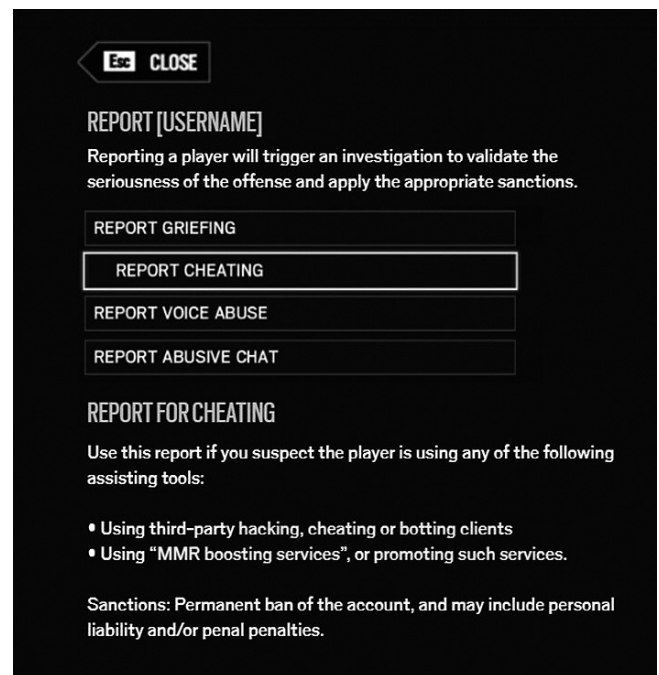 Esc CLOSE
REPORT [USERNAME]
Reporting a player will trigger an investigation to validate the
seriousness of the offense and apply the appropriate sanctions.
REPORT GRIEFING
REPORT CHEATING
REPORT VOICE ABUSE
REPORT ABUSIVE CHAT
REPORT FOR CHEATING
Use this report if you suspect the player is using any of the following
assisting tools:
• Using third-party hacking, cheating or botting clients
• Using “MMR boosting services”, or promoting such services.
Sanctions: Permanent ban of the account, and may include personal
liability and/or penal penalties.